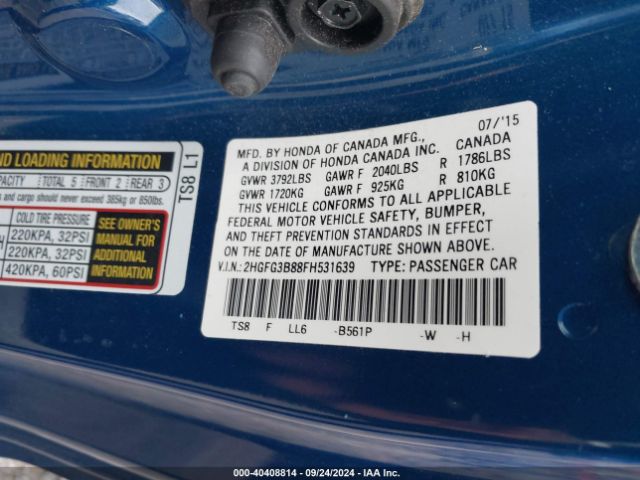 ND LOADING INFORMATION
PACITY TOTAL 5 FRONT 2 REAR 3
s and cargo should never exceed 385kg or 850lbs.
COLD TIRE PRESSURE
220KPA, 32PSI
220KPA, 32PSI
420KPA, 60PSI
SEE OWNER'S
MANUAL FOR
ADDITIONAL
INFORMATION
TS8 L1
07/'15
MFD. BY HONDA OF CANADA MFG.,
A DIVISION OF HONDA CANADA INC. CANADA
GVWR 3792LBS GAWR F 2040LBS R 1786LBS
GVWR 1720KG GAWR F 925KG R 810KG
THIS VEHICLE CONFORMS TO ALL APPLICABLE
FEDERAL MOTOR VEHICLE SAFETY, BUMPER,
AND THEFT PREVENTION STANDARDS IN EFFECT
ON THE DATE OF MANUFACTURE SHOWN ABOVE.
V.I.N.: 2HGFG3B88FH531639 TYPE: PASSENGER CAR
TS8 F LL6 -B561P -W -H
000-40408814 - 09/24/2024 - IAA Inc.